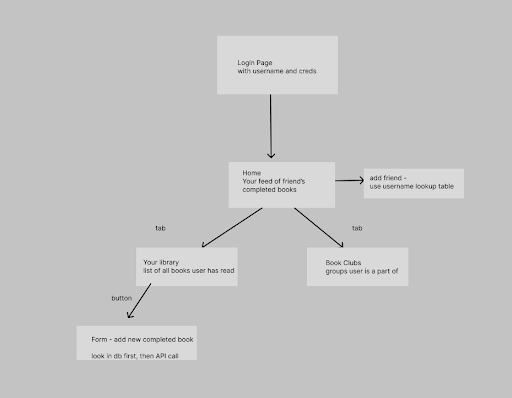 Login Page
with username and creds
Home
Your feed of friend's
completed books
add friend -
use username lookup table
tab
tab
Your library
list of all books user has read
Book Clubs
groups user is a part of
button
Form - add new completed book
look in db first, then API call